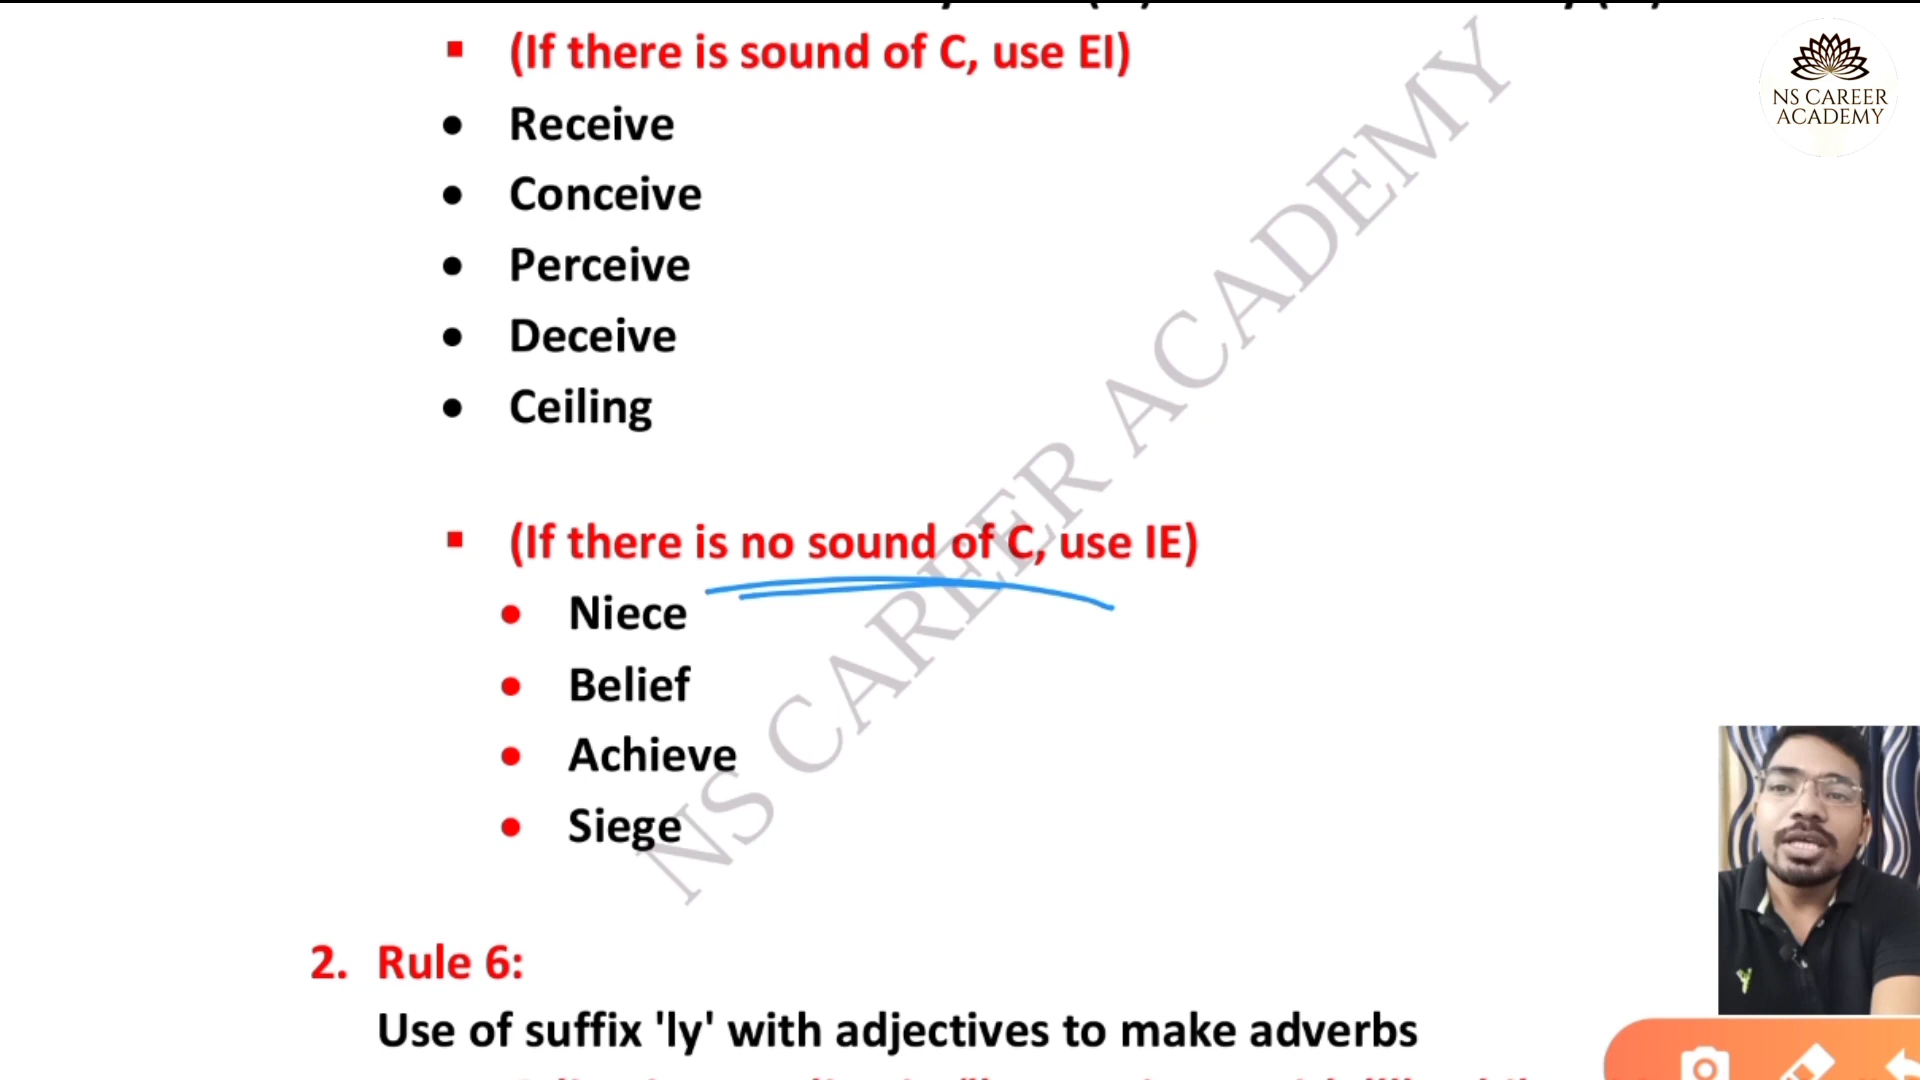 (If there is sound of C, use EI)
Receive
Conceive
Perceive
Deceive
Ceiling
(If there is no sound of C, use IE)
Niece
Belief
Achieve
Siege
2. Rule 6:
Use of suffix 'ly' with adjectives to make adverbs
NS CAREER ACADEMY
NS CAREER
ACADEMY